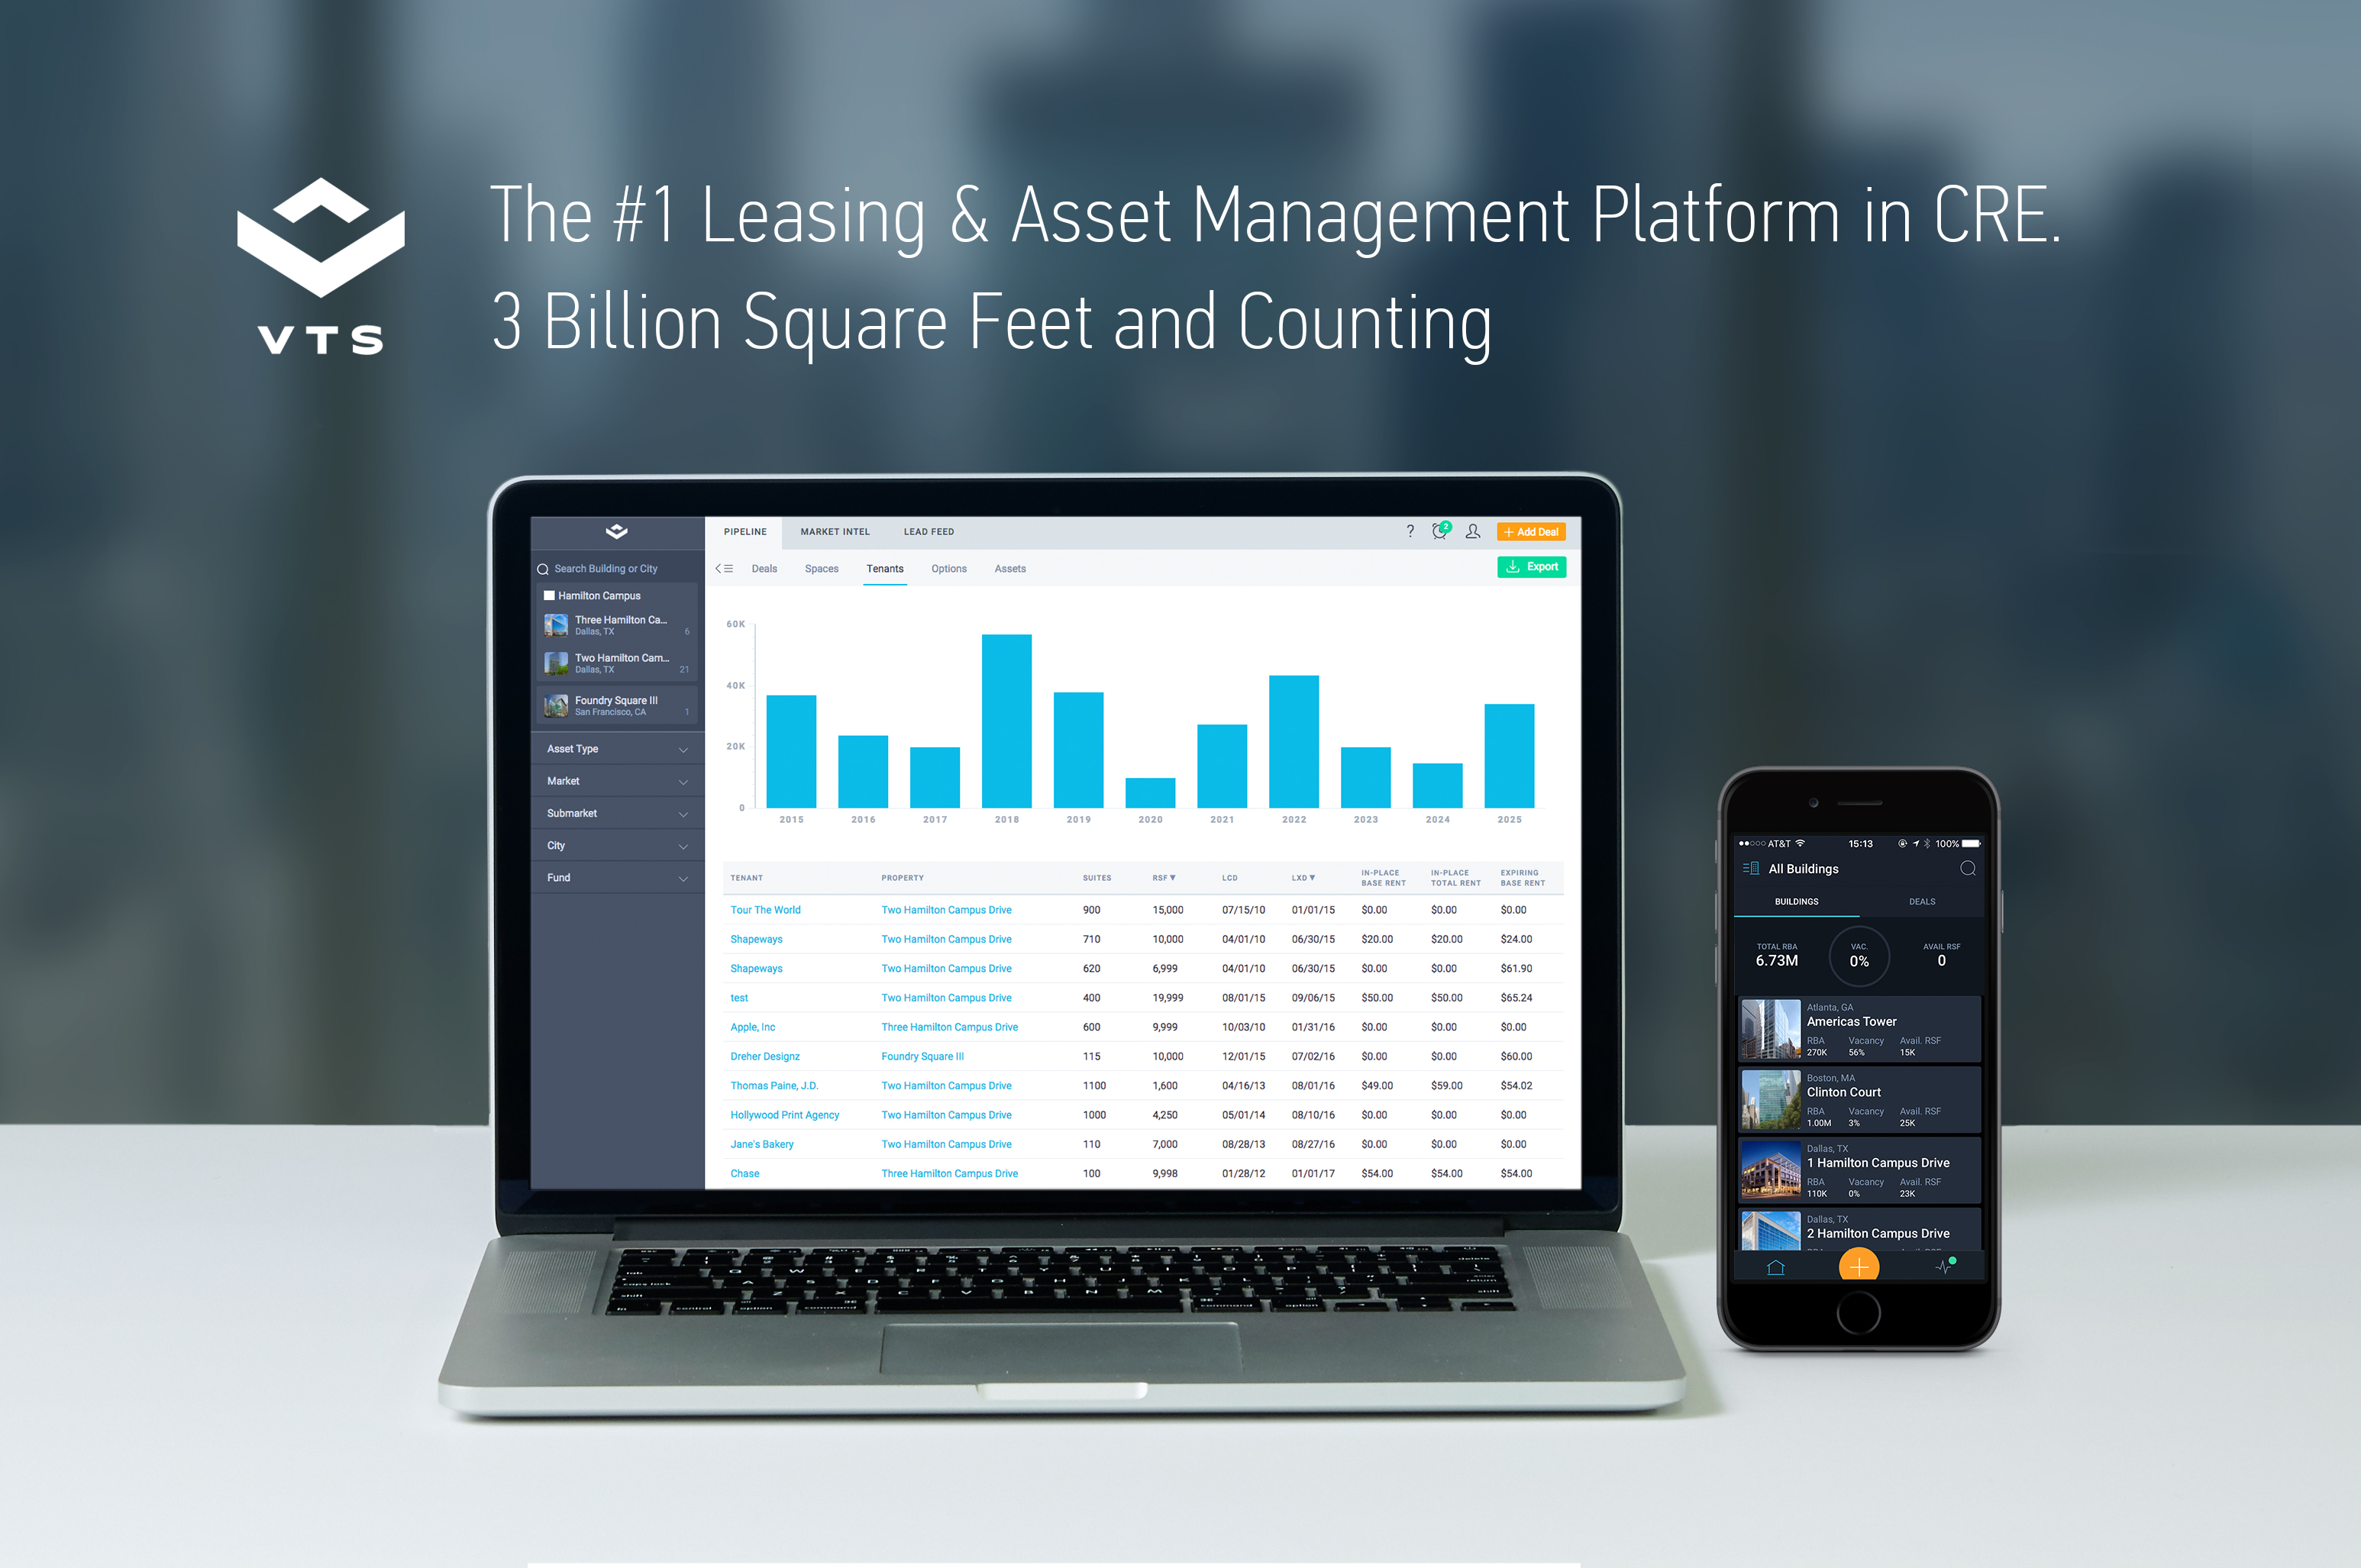 The #1 Leasing & Asset Management Platform in CRE.
3 Billion Square Feet and Counting
VTS
PIPELINE MARKET INTEL LEAD FEED ? 2 + Add Deal
Search Building or City
Deals Spaces Tenants Options Assets Export
Hamilton Campus
Three Hamilton Ca...
Dallas, TX 6
Two Hamilton Cam...
Dallas, TX 21
Foundry Square III
San Francisco, CA 1
Asset Type
Market
Submarket
City
Fund
60K
40K
20K
0
2015 2016 2017 2018 2019 2020 2021 2022 2023 2024 2025
TENANT PROPERTY SUITES RSF ▼ LCD LXD ▼ IN-PLACE BASE RENT IN-PLACE TOTAL RENT EXPIRING BASE RENT
Tour The World Two Hamilton Campus Drive 900 15,000 07/15/10 01/01/15 $0.00 $0.00 $0.00
Shapeways Two Hamilton Campus Drive 710 10,000 04/01/10 06/30/15 $20.00 $20.00 $24.00
Shapeways Two Hamilton Campus Drive 620 6,999 04/01/10 06/30/15 $0.00 $0.00 $61.90
test Two Hamilton Campus Drive 400 19,999 08/01/15 09/06/15 $50.00 $50.00 $65.24
Apple, Inc Three Hamilton Campus Drive 600 9,999 10/03/10 01/31/16 $0.00 $0.00 $0.00
Dreher Designz Foundry Square III 115 10,000 12/01/15 07/02/16 $0.00 $0.00 $60.00
Thomas Paine, J.D. Two Hamilton Campus Drive 1100 1,600 04/16/13 08/01/16 $49.00 $59.00 $54.02
Hollywood Print Agency Two Hamilton Campus Drive 1000 4,250 05/01/14 08/10/16 $0.00 $0.00 $0.00
Jane's Bakery Two Hamilton Campus Drive 110 7,000 08/28/13 08/27/16 $0.00 $0.00 $0.00
Chase Three Hamilton Campus Drive 100 9,998 01/28/12 01/01/17 $54.00 $54.00 $54.00
AT&T 15:13 100%
All Buildings
BUILDINGS DEALS
TOTAL RBA VAC. AVAIL RSF
6.73M 0% 0
Atlanta, GA
Americas Tower
RBA Vacancy Avail. RSF
270K 56% 15K
Boston, MA
Clinton Court
RBA Vacancy Avail. RSF
1.00M 3% 25K
Dallas, TX
1 Hamilton Campus Drive
RBA Vacancy Avail. RSF
110K 0% 23K
Dallas, TX
2 Hamilton Campus Drive
delete
tab Q W E R T Y U I O P
caps lock A S D F G H J K L return
shift Z X C V B N M shift
fn control option command command option